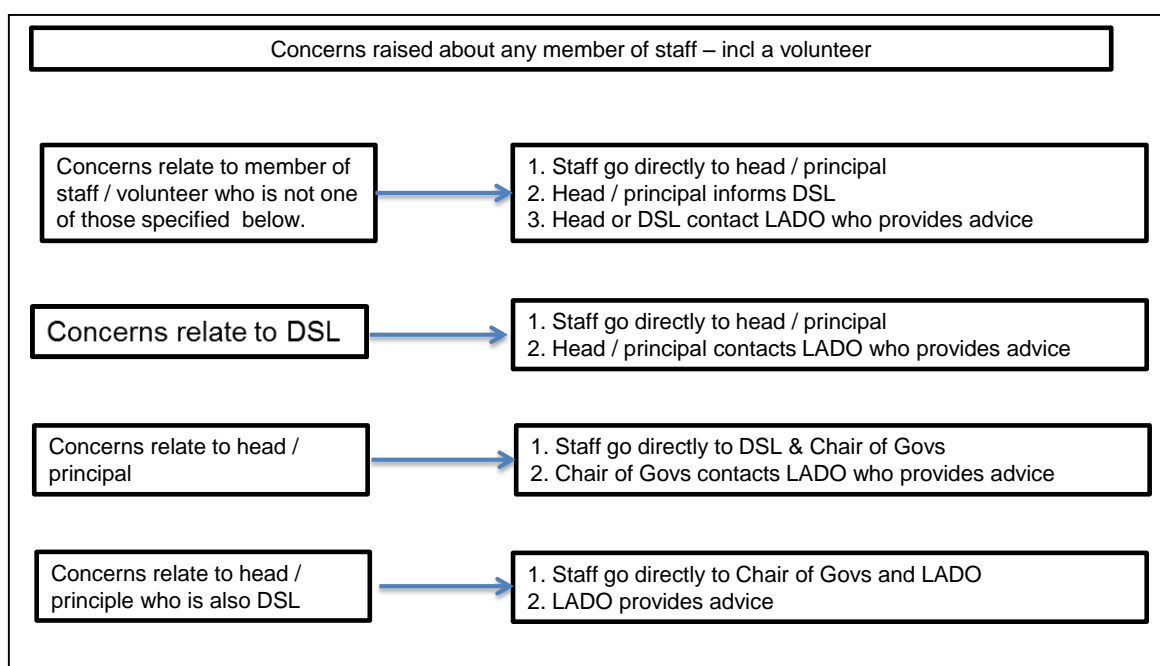 Concerns raised about any member of staff – incl a volunteer
Concerns relate to member of
staff / volunteer who is not one
of those specified below.
1. Staff go directly to head / principal
2. Head / principal informs DSL
3. Head or DSL contact LADO who provides advice
Concerns relate to DSL
1. Staff go directly to head / principal
2. Head / principal contacts LADO who provides advice
Concerns relate to head /
principal
1. Staff go directly to DSL & Chair of Govs
2. Chair of Govs contacts LADO who provides advice
Concerns relate to head /
principle who is also DSL
1. Staff go directly to Chair of Govs and LADO
2. LADO provides advice